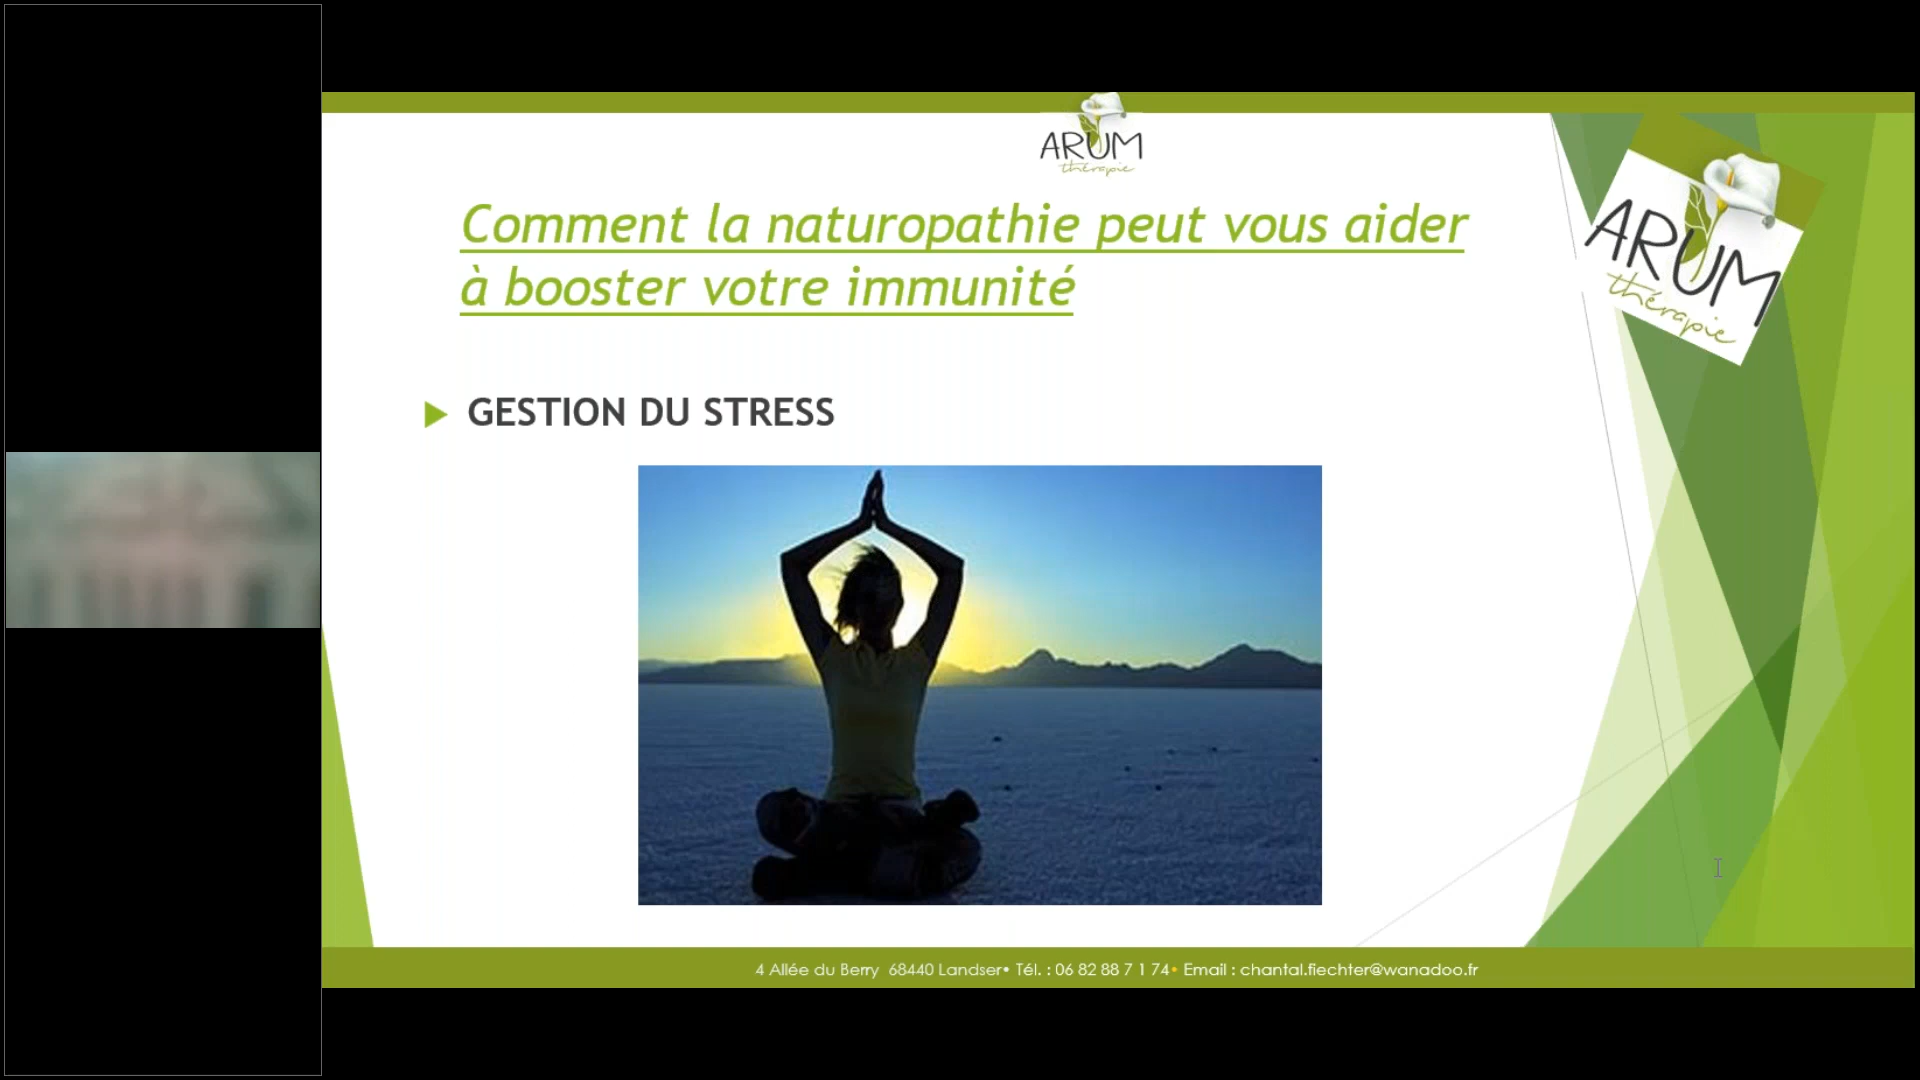 ARUM
thérapie
Comment la naturopathie peut vous aider
à booster votre immunité
ARUM
thérapie
GESTION DU STRESS
4 Allée du Berry 68440 Landser• Tél. : 06 82 88 7 1 74• Email : chantal.fiechter@wanadoo.fr